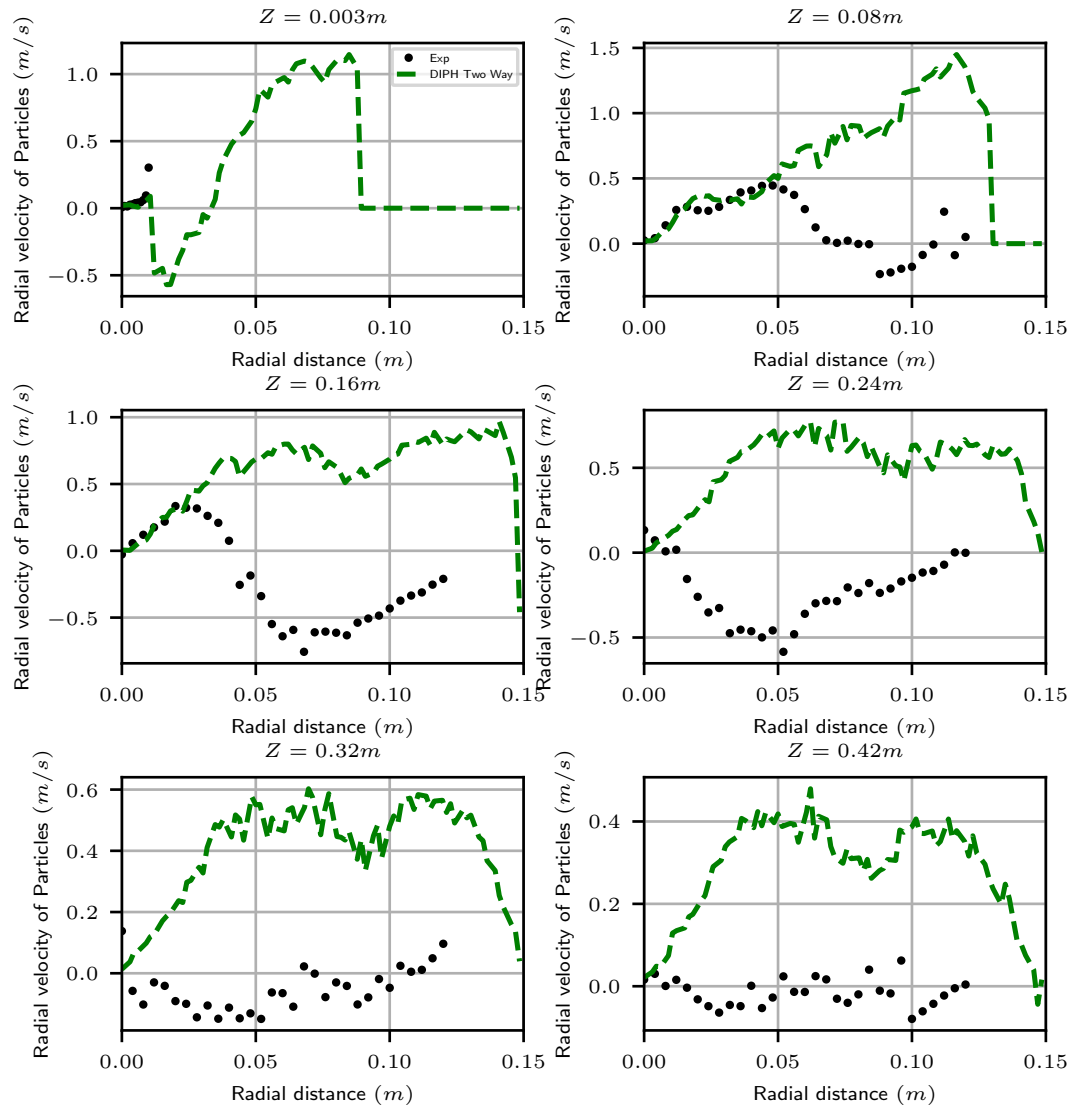 Z = 0.003m
Radial velocity of Particles (m/s)
1.0
0.5
0.0
−0.5
0.00
0.05
0.10
0.15
Radial distance (m)
Exp
DIPH Two Way
Z = 0.08m
Radial velocity of Particles (m/s)
1.5
1.0
0.5
0.0
0.00
0.05
0.10
0.15
Radial distance (m)
Z = 0.16m
Radial velocity of Particles (m/s)
1.0
0.5
0.0
−0.5
0.00
0.05
0.10
0.15
Radial distance (m)
Z = 0.24m
Radial velocity of Particles (m/s)
0.5
0.0
−0.5
0.00
0.05
0.10
0.15
Radial distance (m)
Z = 0.32m
Radial velocity of Particles (m/s)
0.6
0.4
0.2
0.0
0.00
0.05
0.10
0.15
Radial distance (m)
Z = 0.42m
Radial velocity of Particles (m/s)
0.4
0.2
0.0
0.00
0.05
0.10
0.15
Radial distance (m)